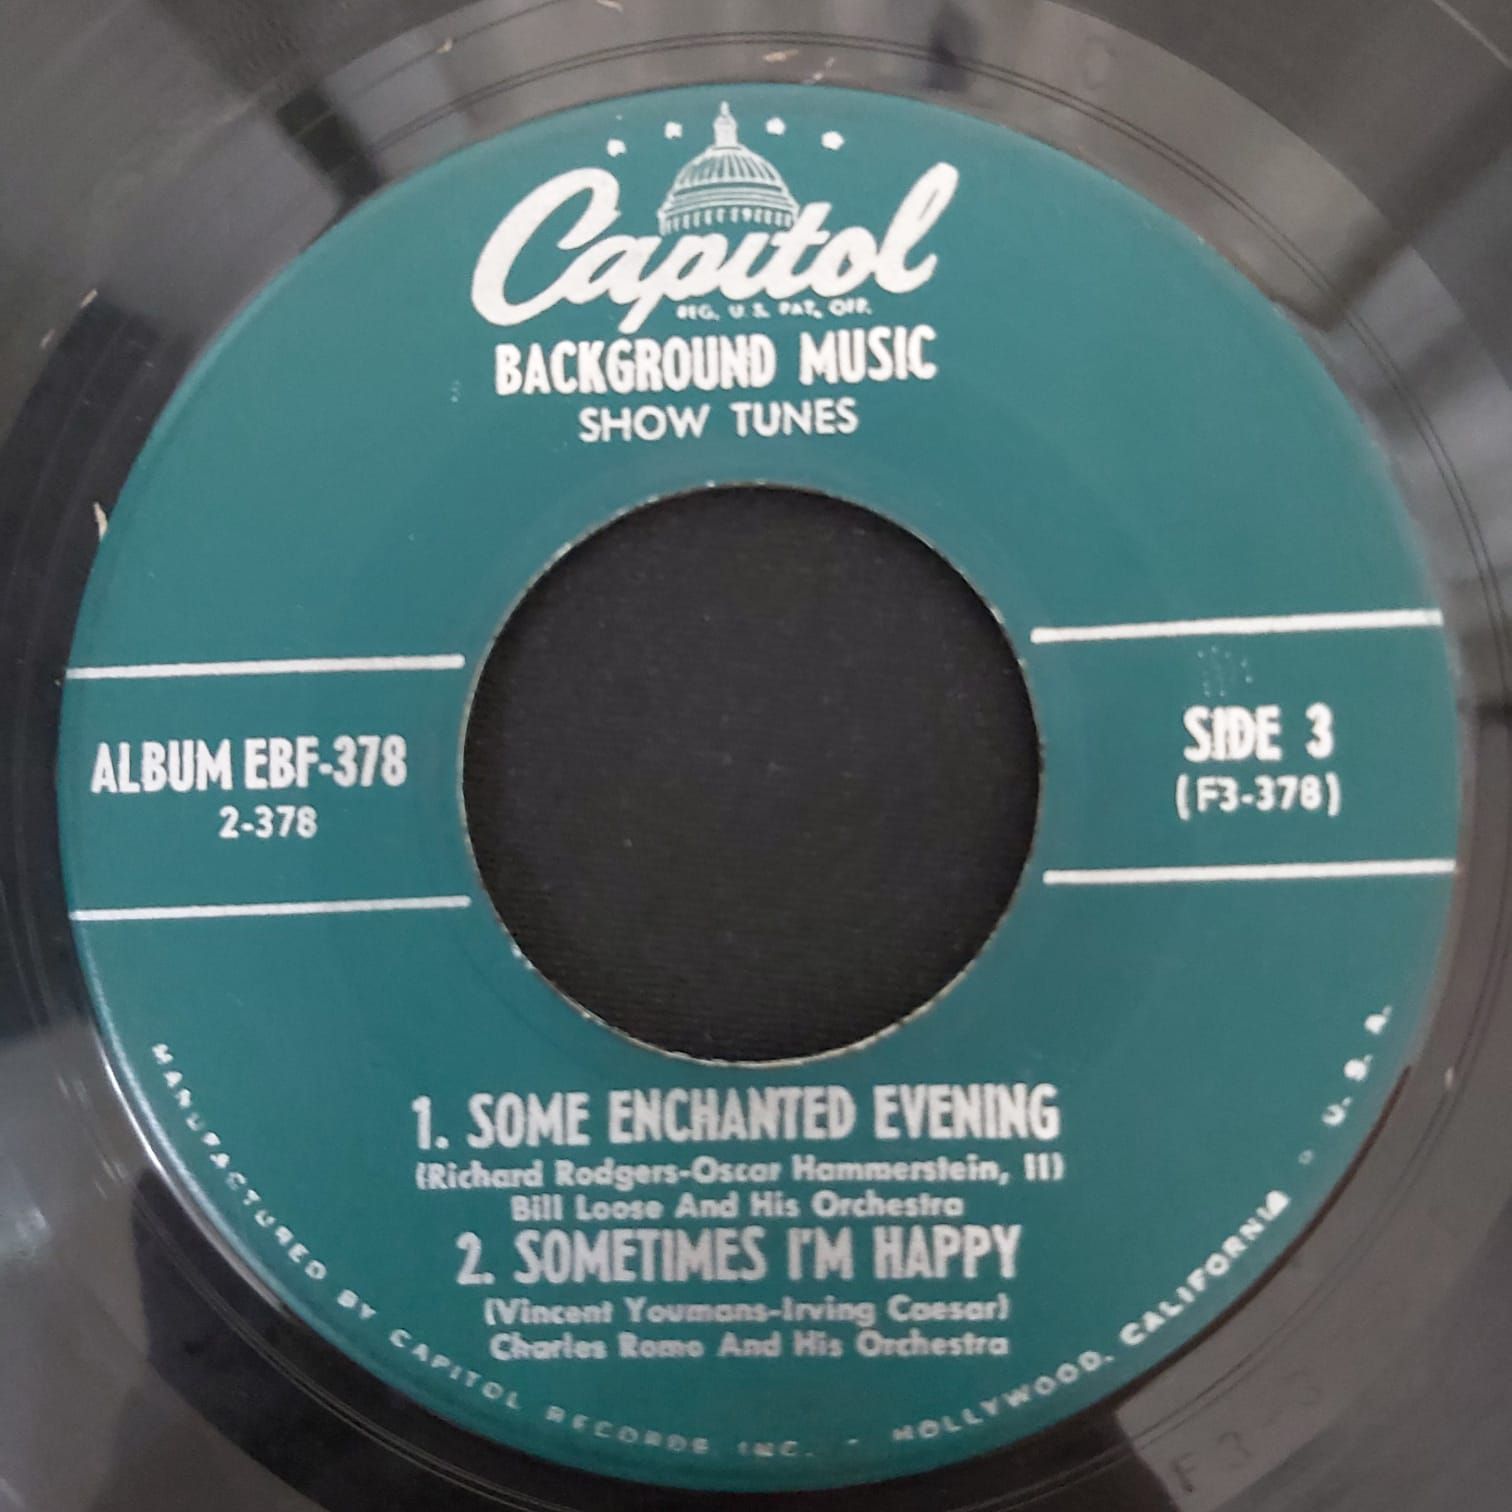 Capitol
REG. U.S. PAT. OFF.
BACKGROUND MUSIC
SHOW TUNES
ALBUM EBF-378
2-378
SIDE 3
(F3-378)
1. SOME ENCHANTED EVENING
(Richard Rodgers-Oscar Hammerstein, II)
Bill Loose And His Orchestra
2. SOMETIMES I'M HAPPY
(Vincent Youmans-Irving Caesar)
Charles Romo And His Orchestra
MANUFACTURED BY CAPITOL RECORDS INC. - HOLLYWOOD, CALIFORNIA o U. S. A.